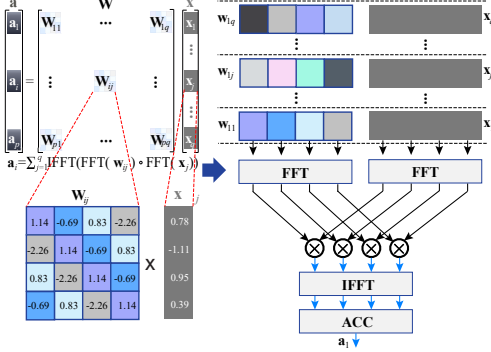 a W x
a₁ W₁₁ ... W₁q x₁
aᵢ = ⋮ Wᵢⱼ ⋮ xⱼ
aₚ Wₚ₁ ... Wₚq x
aᵢ=∑ⱼ₌₁q IFFT(FFT( wᵢⱼ) ∘ FFT( xⱼ))
Wᵢⱼ x j
1.14 -0.69 0.83 -2.26
-2.26 1.14 -0.69 0.83
0.83 -2.26 1.14 -0.69
-0.69 0.83 -2.26 1.14
X
0.78
-1.11
0.95
0.39
w₁q x
⋮ ⋮
w₁ⱼ xⱼ
⋮ ⋮
w₁₁ x
FFT FFT
IFFT
ACC
a₁